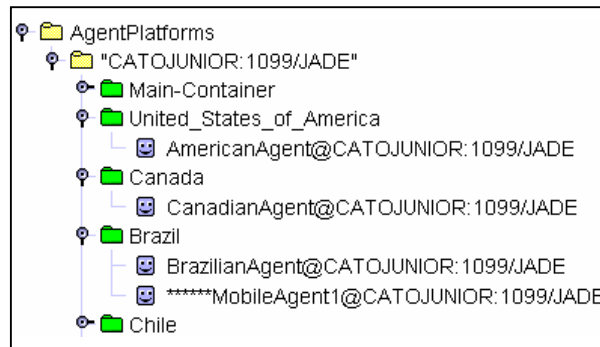 AgentPlatforms
"CATOJUNIOR:1099/JADE"
Main-Container
United_States_of_America
AmericanAgent@CATOJUNIOR:1099/JADE
Canada
CanadianAgent@CATOJUNIOR:1099/JADE
Brazil
BrazilianAgent@CATOJUNIOR:1099/JADE
******MobileAgent1@CATOJUNIOR:1099/JADE
Chile